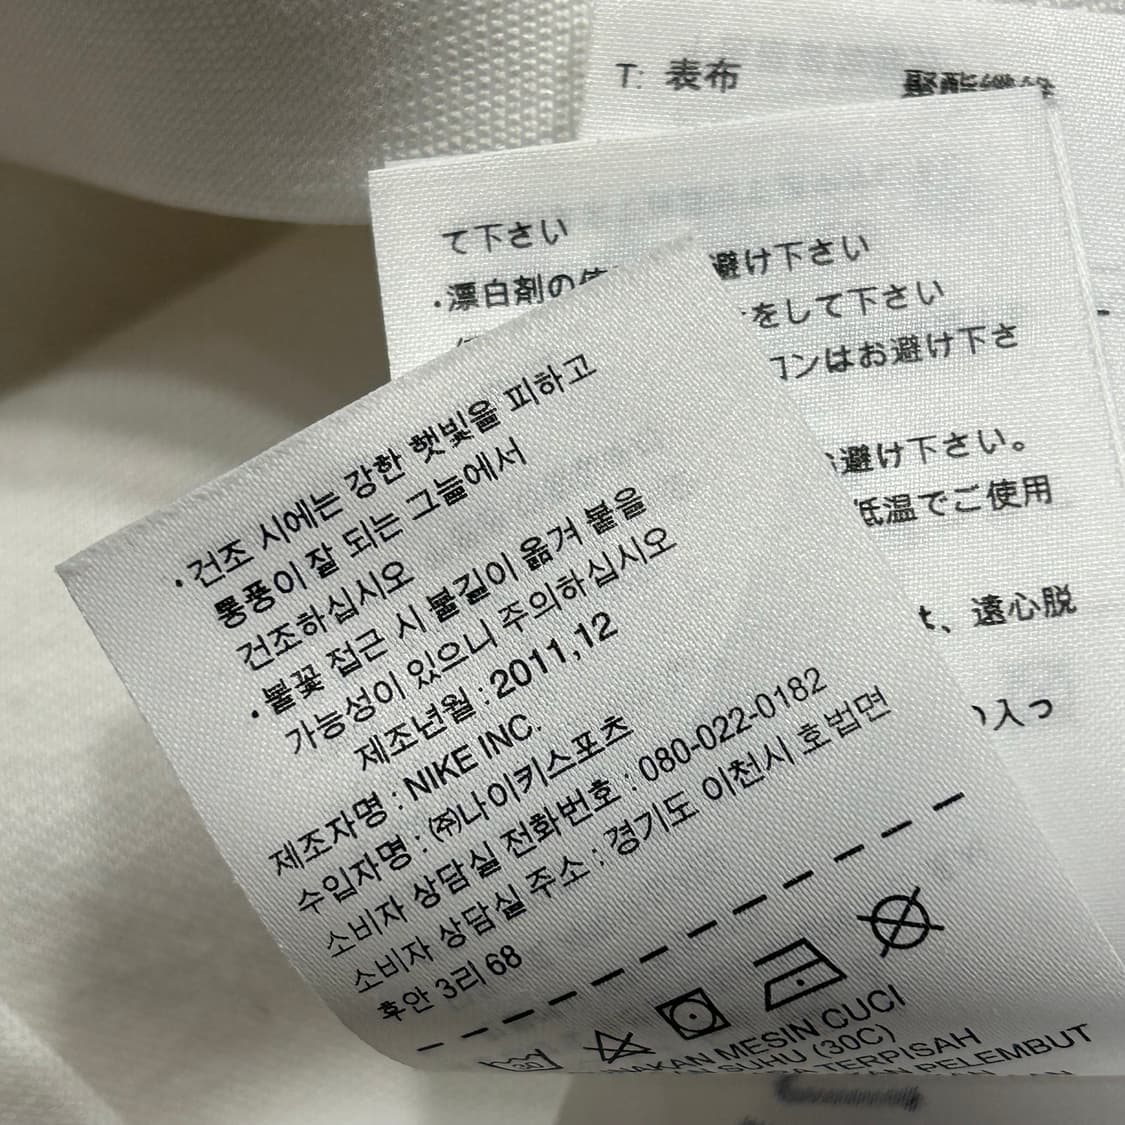 T: 表布
て下さい
・漂白剤の
避け下さい
をして下さい
コンはお避け下さ
避け下さい。
低温でご使用
、遠心脱
入っ
・건조 시에는 강한 햇빛을 피하고
통풍이 잘 되는 그늘에서
건조하십시오
・불꽃 접근 시 불길이 옮겨 붙을
가능성이 있으니 주의하십시오
제조년월 : 2011,12
제조자명 : NIKE INC.
수입자명 : ㈜나이키스포츠
소비자 상담실 전화번호 : 080-022-0182
소비자 상담실 주소 : 경기도 이천시 호법면
후안 3리 68
30
MESIN CUCI
SUHU (30C)
TERPISAH
PELEMBUT